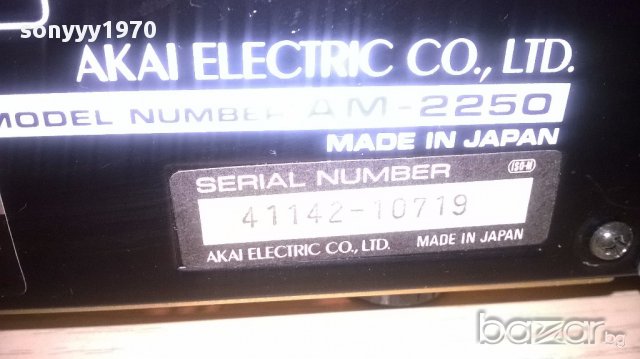 sonyyy1970
AKAI ELECTRIC CO., LTD.
MODEL NUMBER AM-2250
MADE IN JAPAN
SERIAL NUMBER
ISO-M
41142-10719
AKAI ELECTRIC CO., LTD. MADE IN JAPAN
bazar.bg